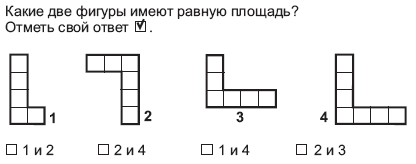 Какие две фигуры имеют равную площадь?
Отметь свой ответ ☑.
1 2 3 4
☐ 1 и 2 ☐ 2 и 4 ☐ 1 и 4 ☐ 2 и 3